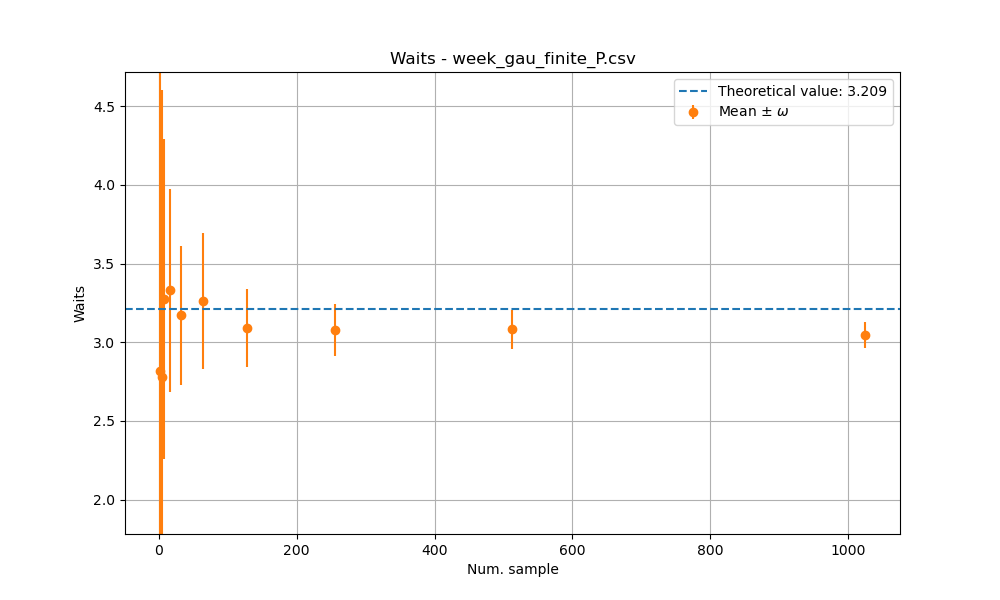 Waits - week_gau_finite_P.csv
Theoretical value: 3.209
Mean ± ω
4.5
4.0
3.5
3.0
2.5
2.0
Waits
0 200 400 600 800 1000
Num. sample